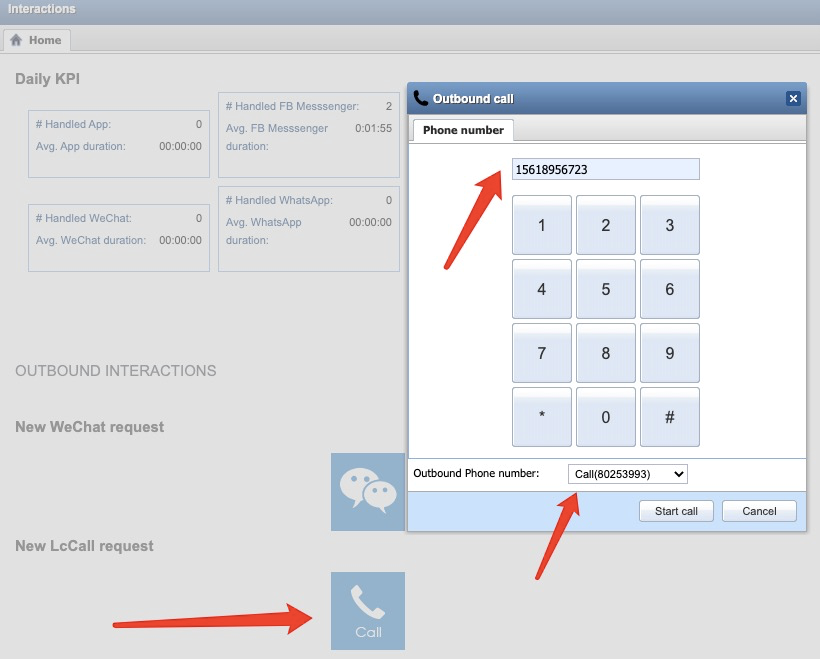 Interactions
Home
Daily KPI
# Handled App: 0
Avg. App duration: 00:00:00
# Handled FB Messsenger: 2
Avg. FB Messsenger 0:01:55
duration:
# Handled WeChat: 0
Avg. WeChat duration: 00:00:00
# Handled WhatsApp: 0
Avg. WhatsApp 00:00:00
duration:
OUTBOUND INTERACTIONS
New WeChat request
New LcCall request
Call
Outbound call
Phone number
15618956723
1 2 3
4 5 6
7 8 9
* 0 #
Outbound Phone number: Call(80253993)
Start call Cancel